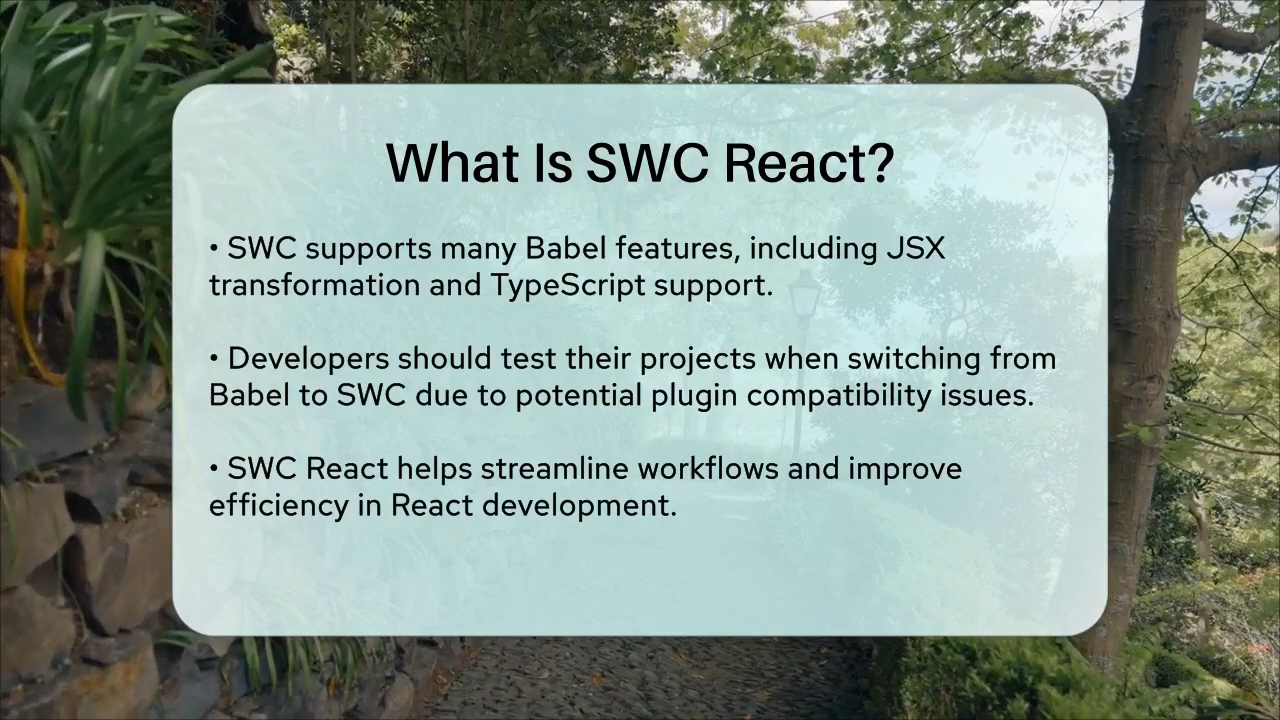 What Is SWC React?
• SWC supports many Babel features, including JSX
transformation and TypeScript support.
• Developers should test their projects when switching from
Babel to SWC due to potential plugin compatibility issues.
• SWC React helps streamline workflows and improve
efficiency in React development.